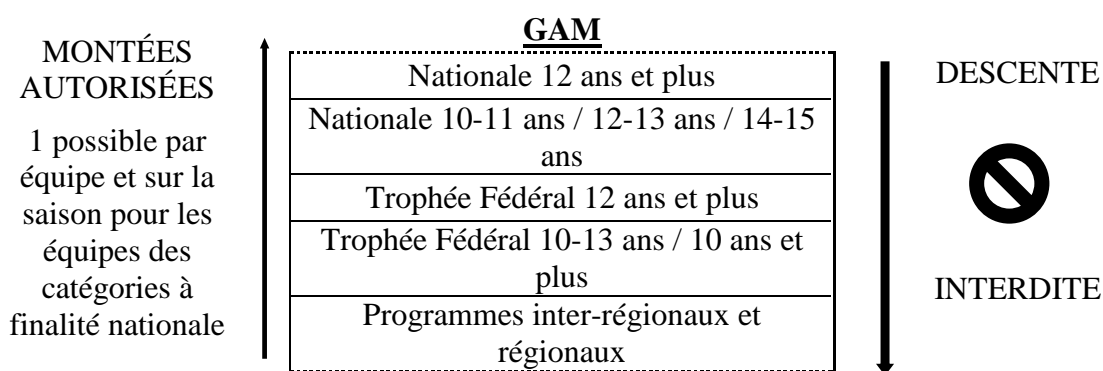 GAM
MONTÉES
AUTORISÉES
1 possible par
équipe et sur la
saison pour les
équipes des
catégories à
finalité nationale
Nationale 12 ans et plus
Nationale 10-11 ans / 12-13 ans / 14-15
ans
Trophée Fédéral 12 ans et plus
Trophée Fédéral 10-13 ans / 10 ans et
plus
Programmes inter-régionaux et
régionaux
DESCENTE
INTERDITE